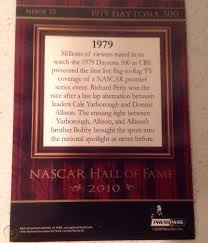 NHOF 33
1979 DAYTONA 500
1979
Millions of viewers tuned in to
watch the 1979 Daytona 500 as CBS
presented the first live flag-to-flag TV
coverage of a NASCAR premier
series event. Richard Petty won the
race after a last lap altercation between
leaders Cale Yarborough and Donnie
Allison. The ensuing fight between
Yarborough, Allison, and Allison's
brother Bobby brought the sport into
the national spotlight as never before.
NASCAR HALL OF FAME
2010
PRESS PASS